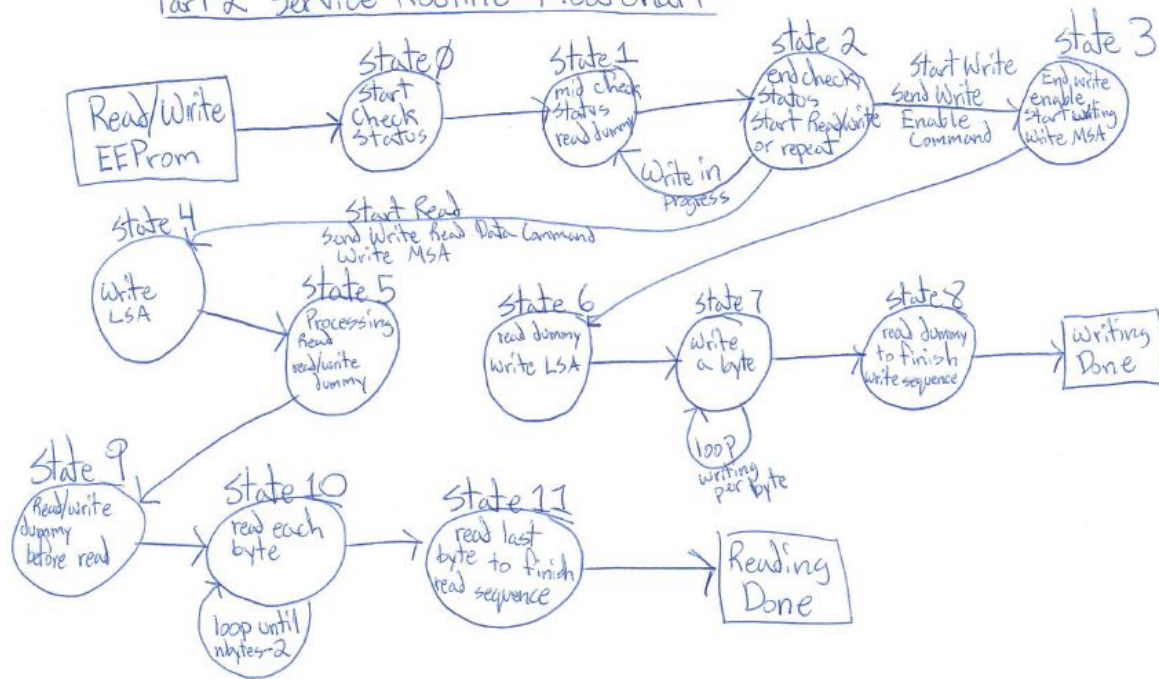 Part 2 Service Routine Flowchart
State 0
start
check
status
State 1
mid check
status
read dummy
state 2
end check
status
Start Read/write
or repeat
Start Write
Send Write
Enable
Command
state 3
End write
enable
start writing
write MSA
Read/Write
EEProm
Write in
progress
Start Read
Send Write Read Data Command
Write MSA
State 4
write
LSA
State 5
Processing
Read
read/write
dummy
State 6
read dummy
write LSA
State 7
write
a byte
loop
writing
per byte
State 8
read dummy
to finish
write sequence
Writing
Done
State 9
Read/write
dummy
before read
State 10
read each
byte
loop until
nbytes-2
State 11
read last
byte to finish
read sequence
Reading
Done